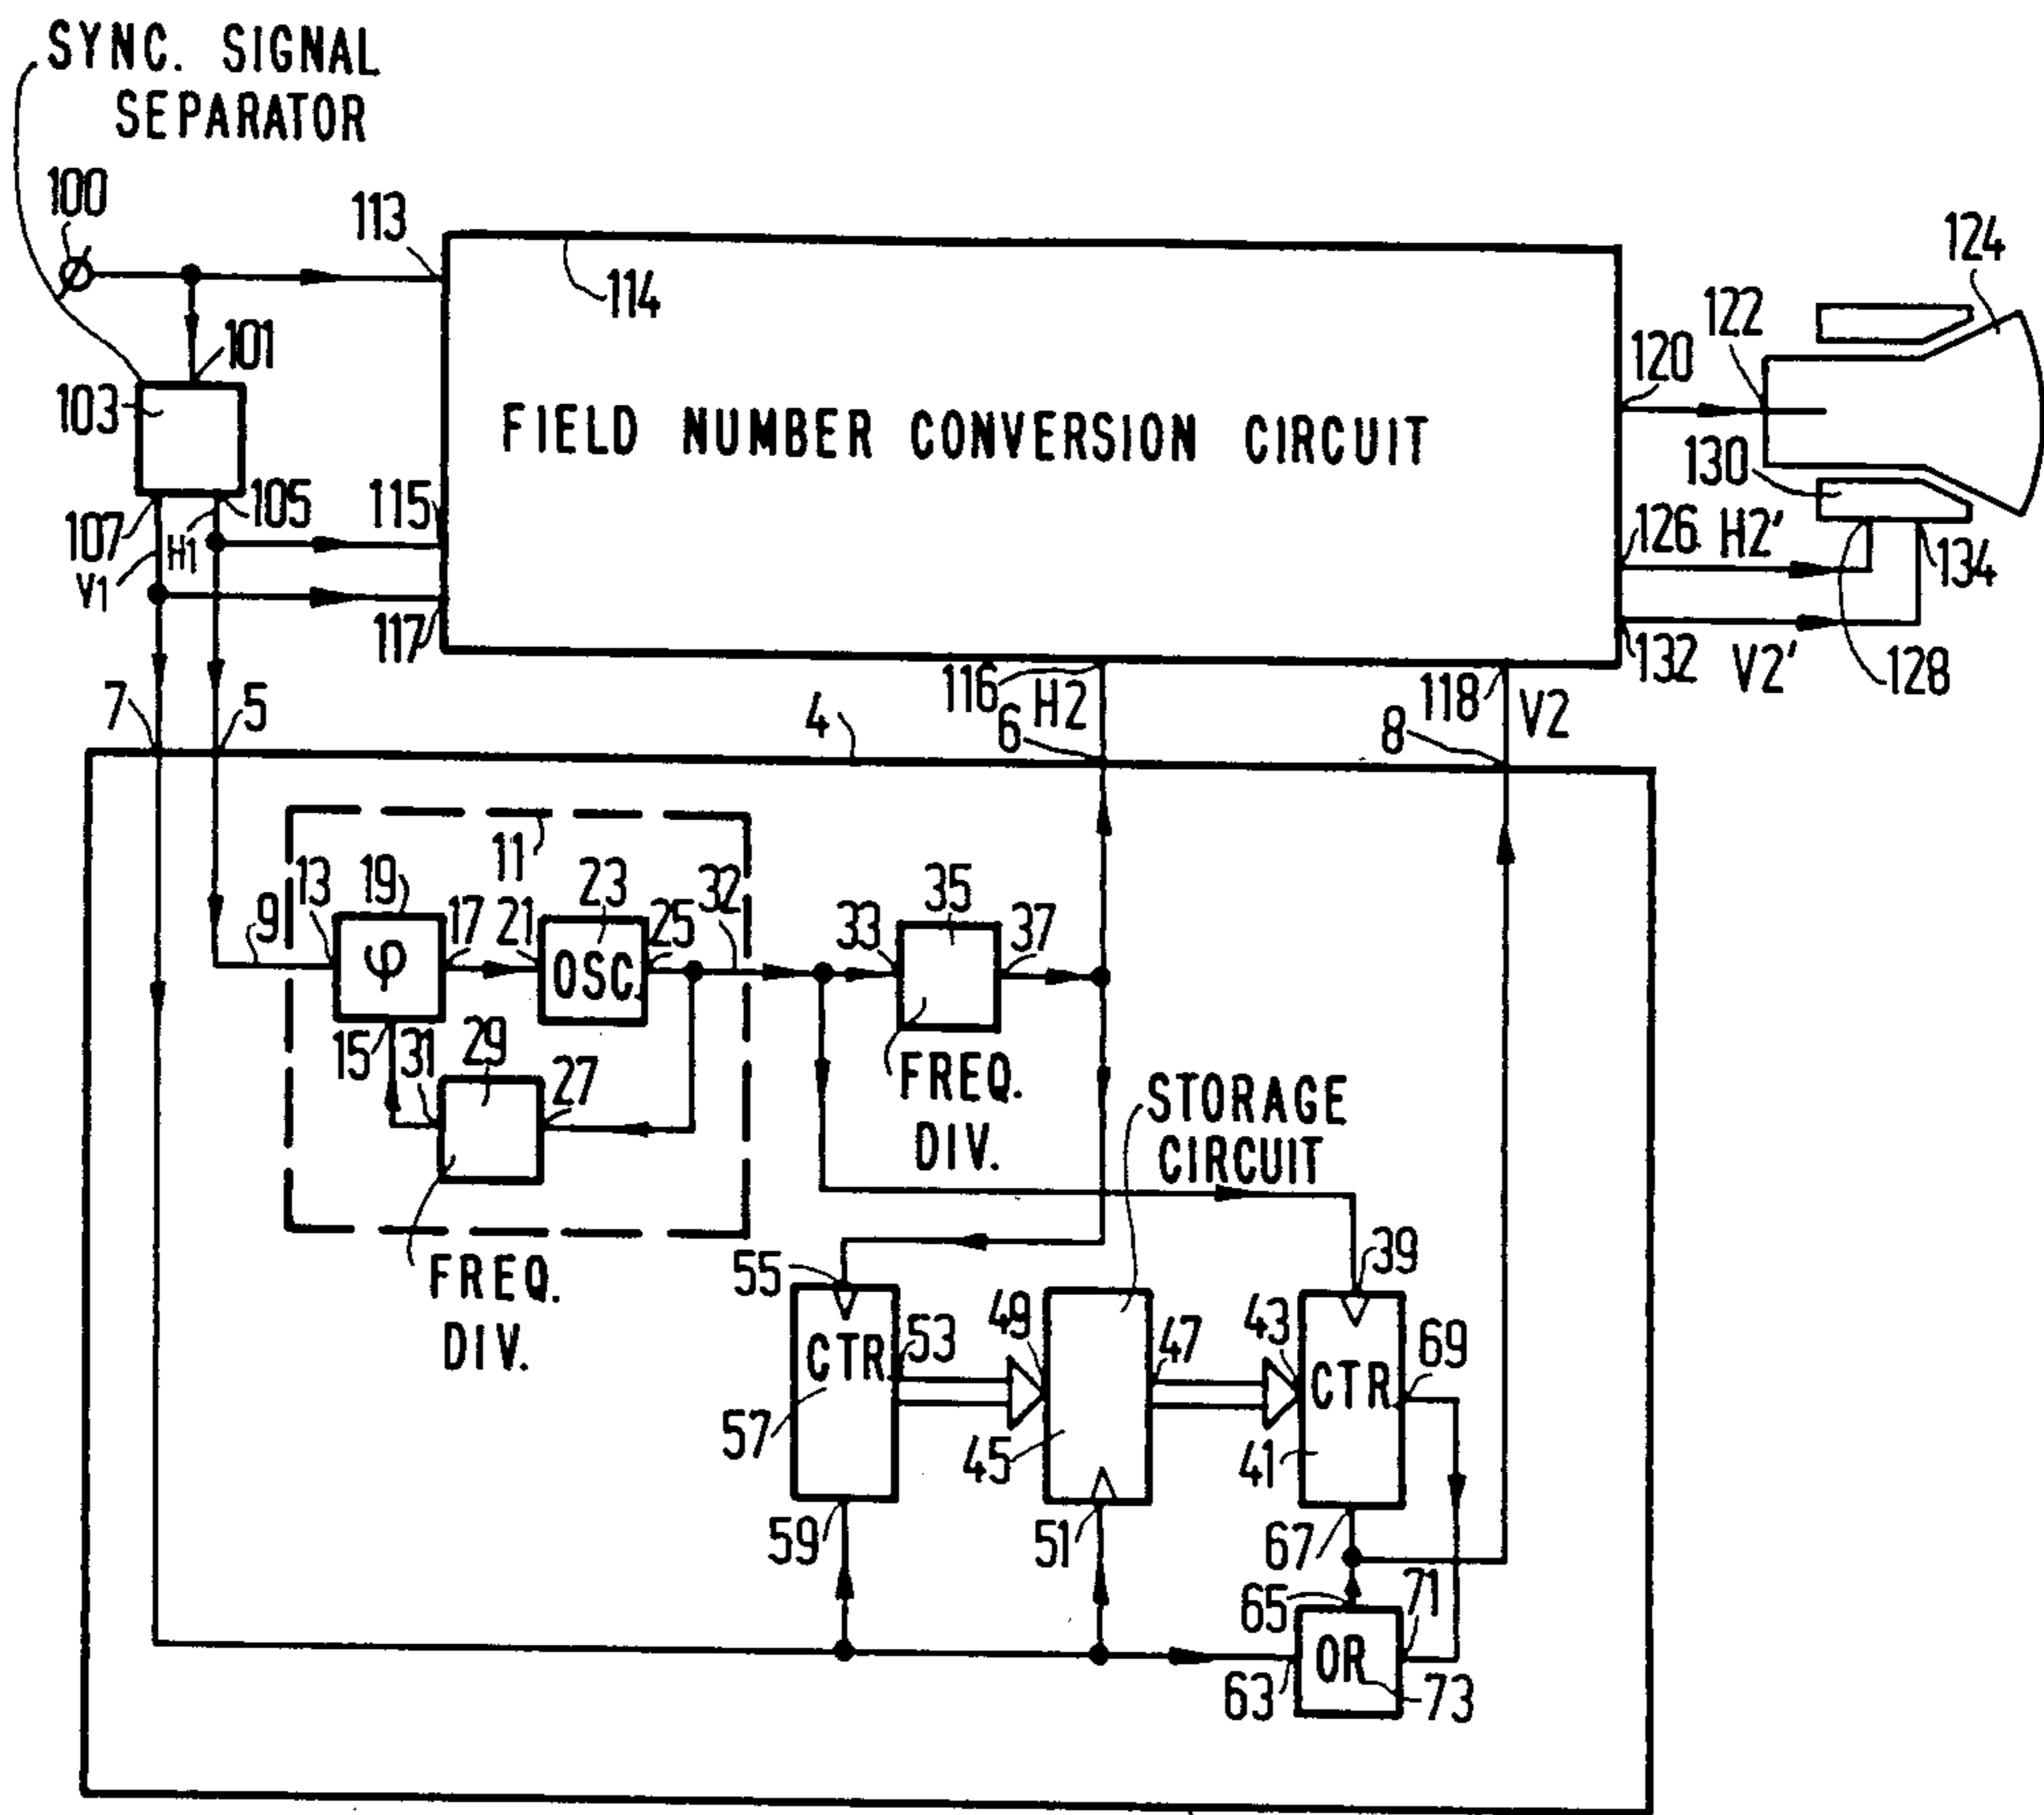 SYNC. SIGNAL
SEPARATOR
100
113
114
124
101
103
122
120
FIELD NUMBER CONVERSION CIRCUIT
130
107
H1
105
115
V1
117
126 H2'
134
116
H2
118
V2
132
V2'
128
7
5
4
6
8
11
13
19
23
32
35
9
17
21
25
33
37
φ
OSC.
15
31
29
27
FREQ.
DIV.
STORAGE
CIRCUIT
FREQ.
DIV.
55
39
49
43
53
47
69
CTR
CTR
57
45
41
59
51
67
65
71
OR
63
73